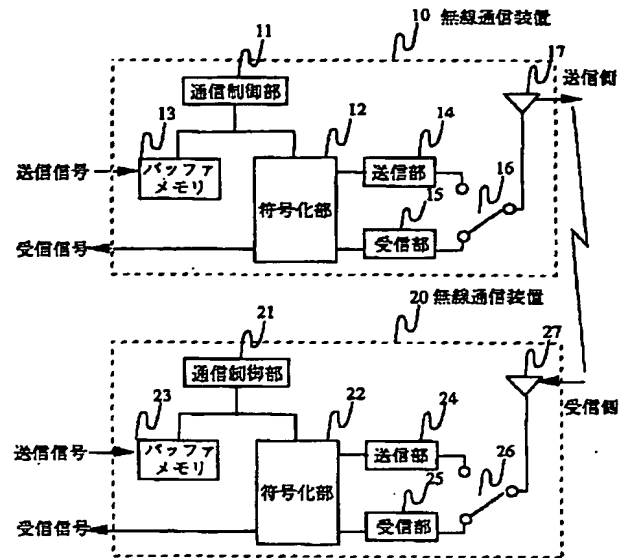 10 無線通信装置
11
17
通信制御部
送信側
13
12
14
送信信号
バッファ
メモリ
送信部
16
符号化部
15
受信信号
受信部
20 無線通信装置
21
27
通信制御部
受信側
23
22
24
送信信号
バッファ
メモリ
送信部
26
符号化部
25
受信信号
受信部